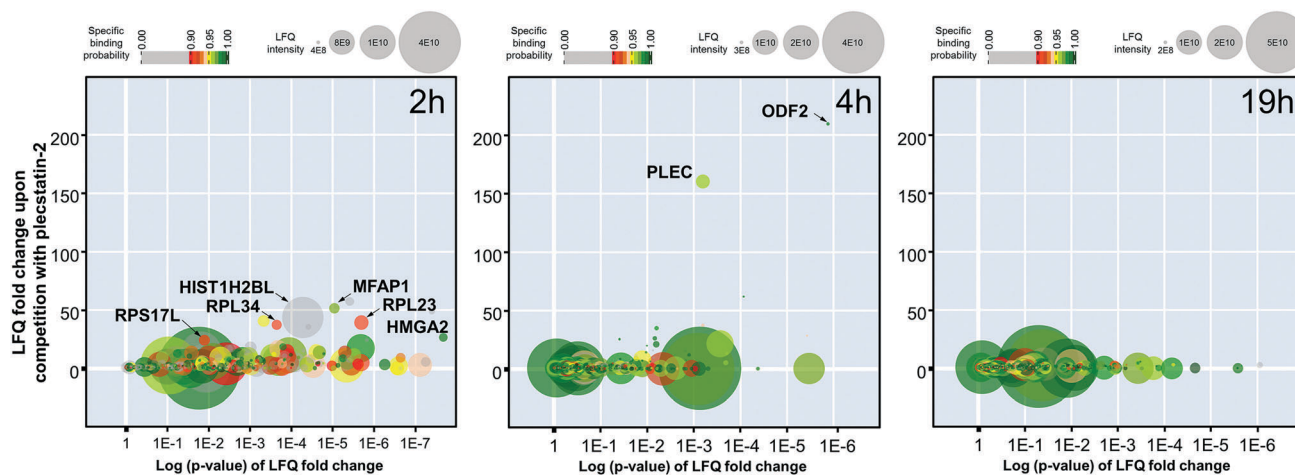 Specific
binding
probability
0.00
0.90
0.95
1.00
LFQ
intensity
4E8
8E9
1E10
4E10
Specific
binding
probability
0.00
0.90
0.95
1.00
LFQ
intensity
3E8
1E10
2E10
4E10
Specific
binding
probability
0.00
0.90
0.95
1.00
LFQ
intensity
2E8
1E10
2E10
5E10
LFQ fold change upon
competition with plecstatin-2
2h
200
150
100
50
0
HIST1H2BL
MFAP1
RPL34
RPL23
RPS17L
HMGA2
1 1E-1 1E-2 1E-3 1E-4 1E-5 1E-6 1E-7
Log (p-value) of LFQ fold change
4h
200
150
100
50
0
ODF2
PLEC
1 1E-1 1E-2 1E-3 1E-4 1E-6
Log (p-value) of LFQ fold change
19h
200
150
100
50
0
1 1E-1 1E-2 1E-3 1E-4 1E-5 1E-6
Log (p-value) of LFQ fold change